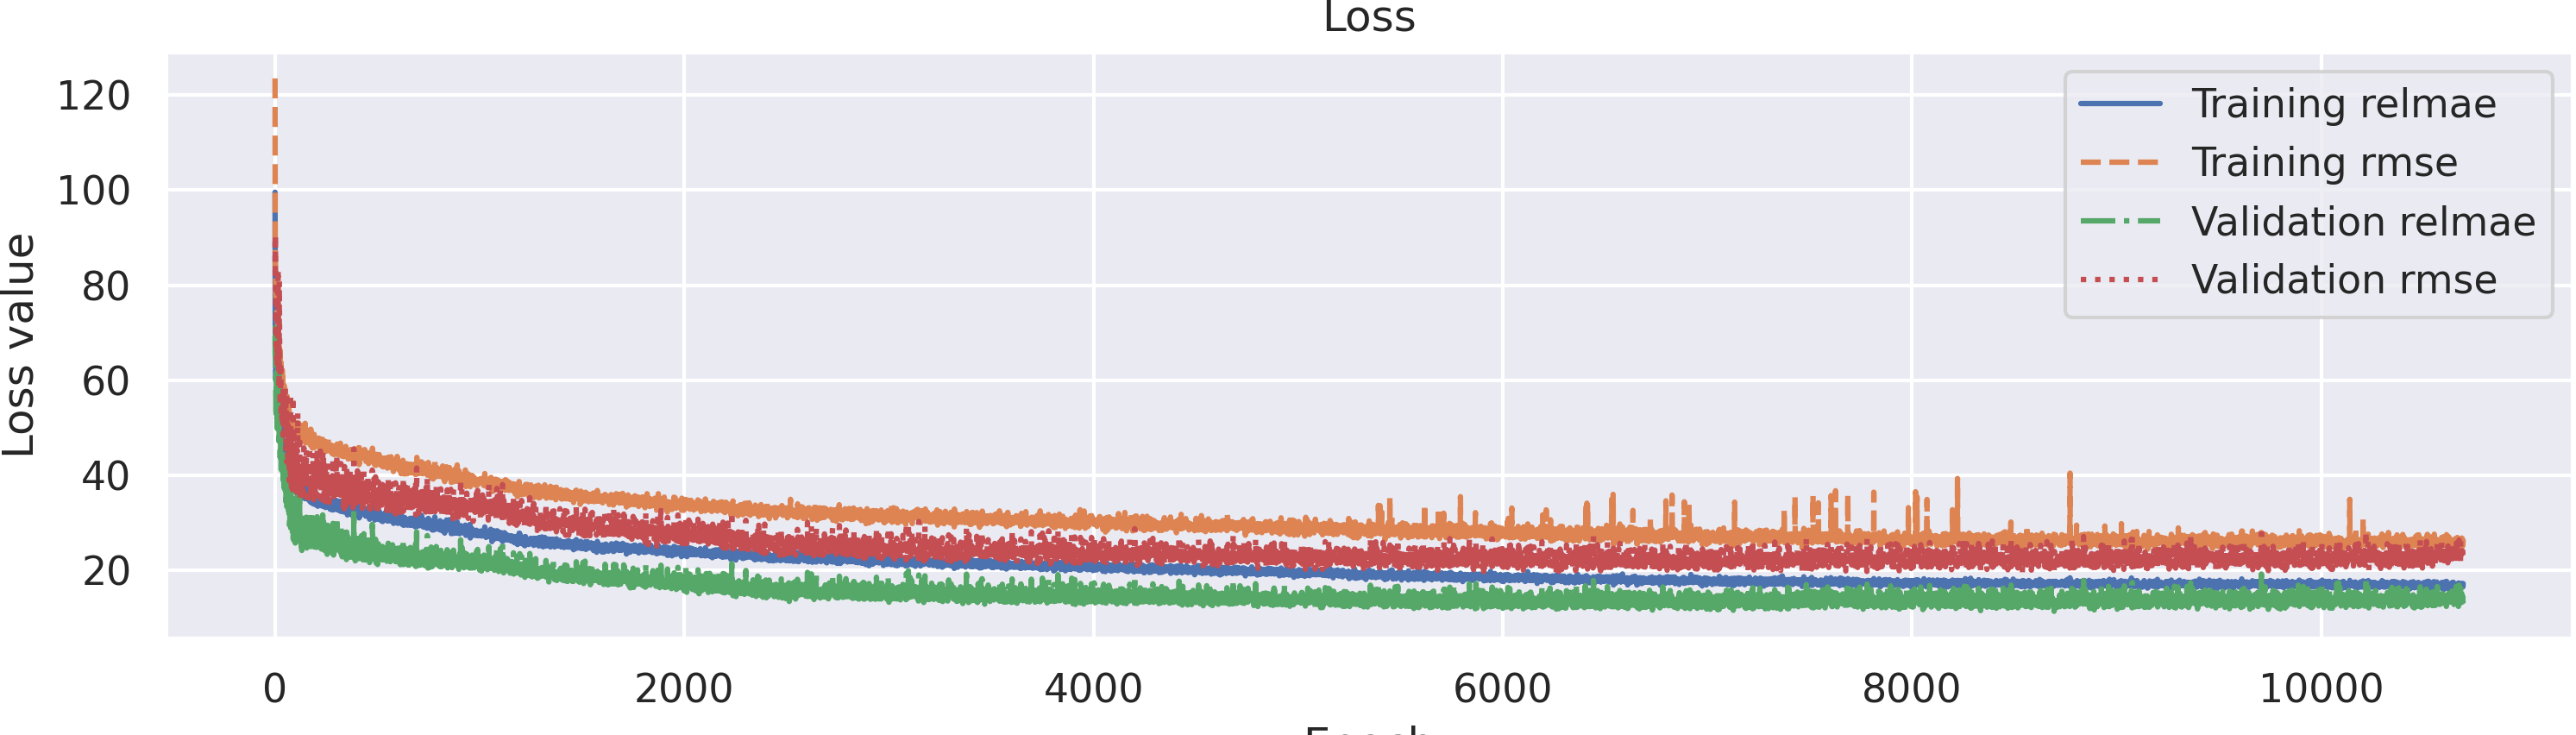 Loss
Loss value
120
100
80
60
40
20
0
2000
4000
6000
8000
10000
Training relmae
Training rmse
Validation relmae
Validation rmse
Epoch